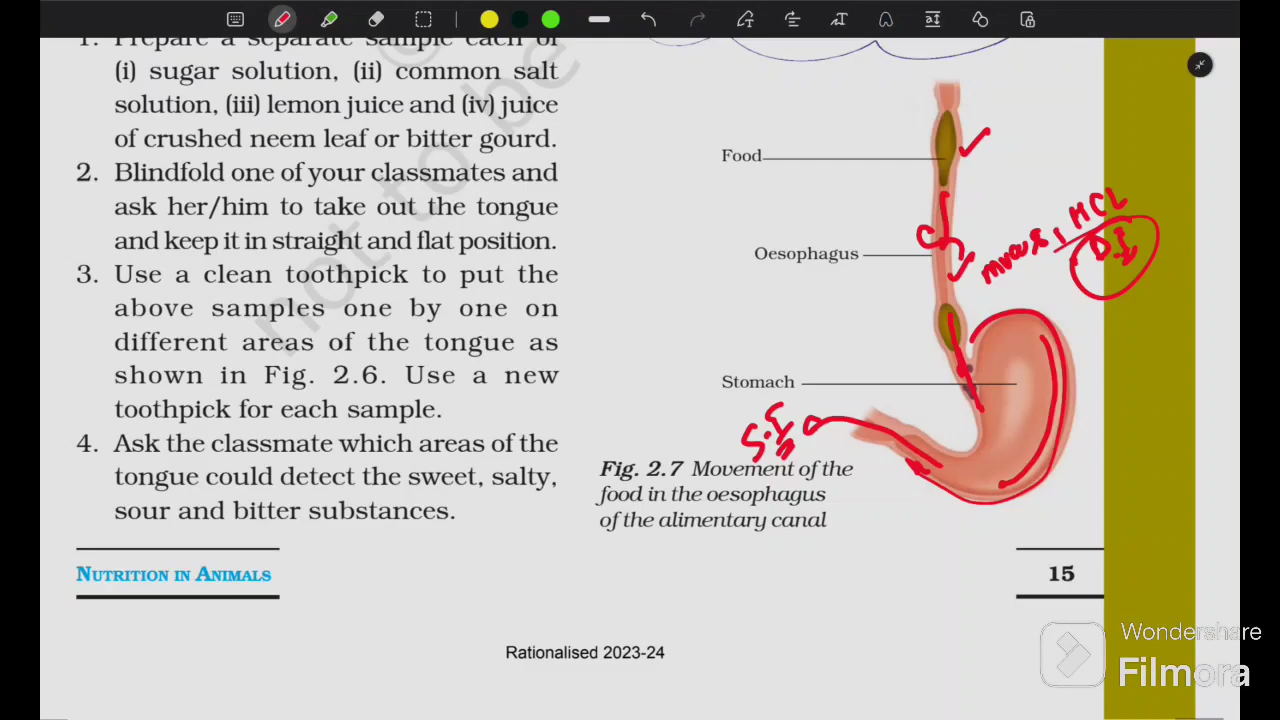 1. Prepare a separate sample each of
(i) sugar solution, (ii) common salt
solution, (iii) lemon juice and (iv) juice
of crushed neem leaf or bitter gourd.
2. Blindfold one of your classmates and
ask her/him to take out the tongue
and keep it in straight and flat position.
3. Use a clean toothpick to put the
above samples one by one on
different areas of the tongue as
shown in Fig. 2.6. Use a new
toothpick for each sample.
4. Ask the classmate which areas of the
tongue could detect the sweet, salty,
sour and bitter substances.
not to be
Food
Oesophagus
Stomach
mucus, HCL
DJ
S.I
Fig. 2.7 Movement of the
food in the oesophagus
of the alimentary canal
NUTRITION IN ANIMALS
15
Rationalised 2023-24
Wondershare
Filmora